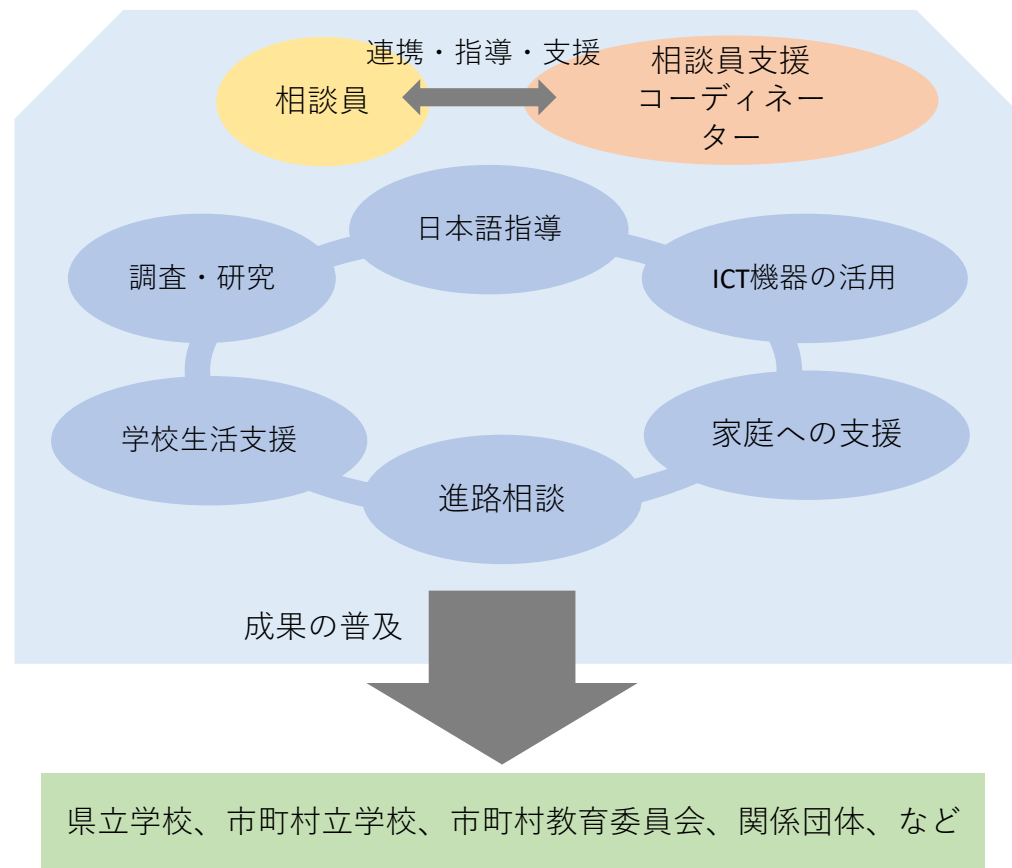 連携・指導・支援
相談員
相談員支援
コーディネー
ター
日本語指導
調査・研究
ICT機器の活用
学校生活支援
家庭への支援
進路相談
成果の普及
県立学校、市町村立学校、市町村教育委員会、関係団体、など